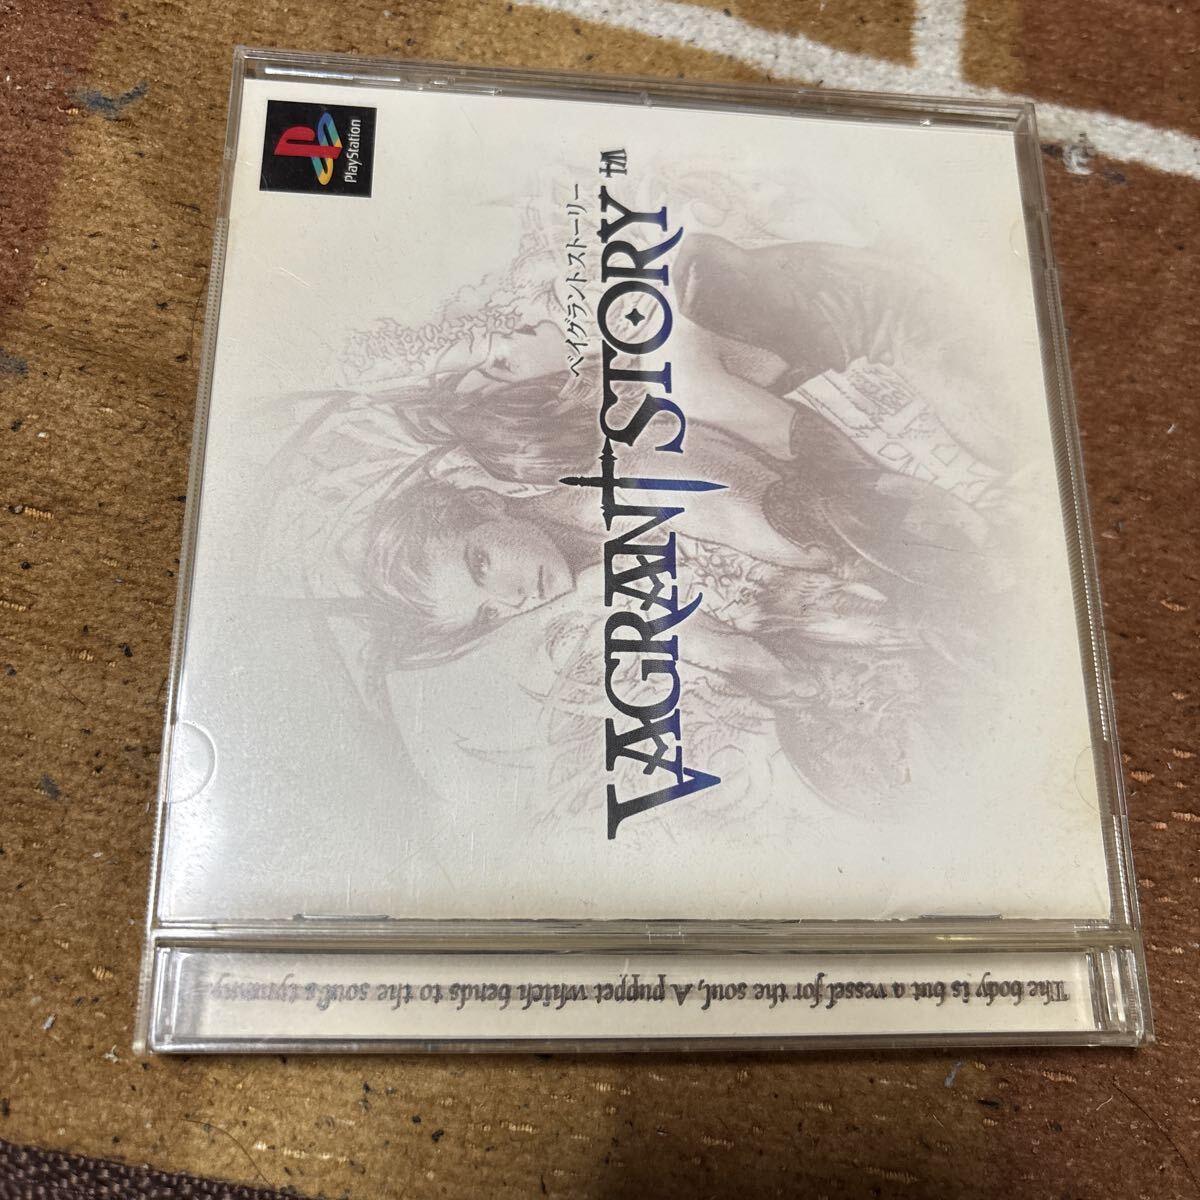 PlayStation
ベイグラントストーリー
VAGRANT STORY TM
The body is but a vessel for the soul, A puppet which bends to the soul's tyranny